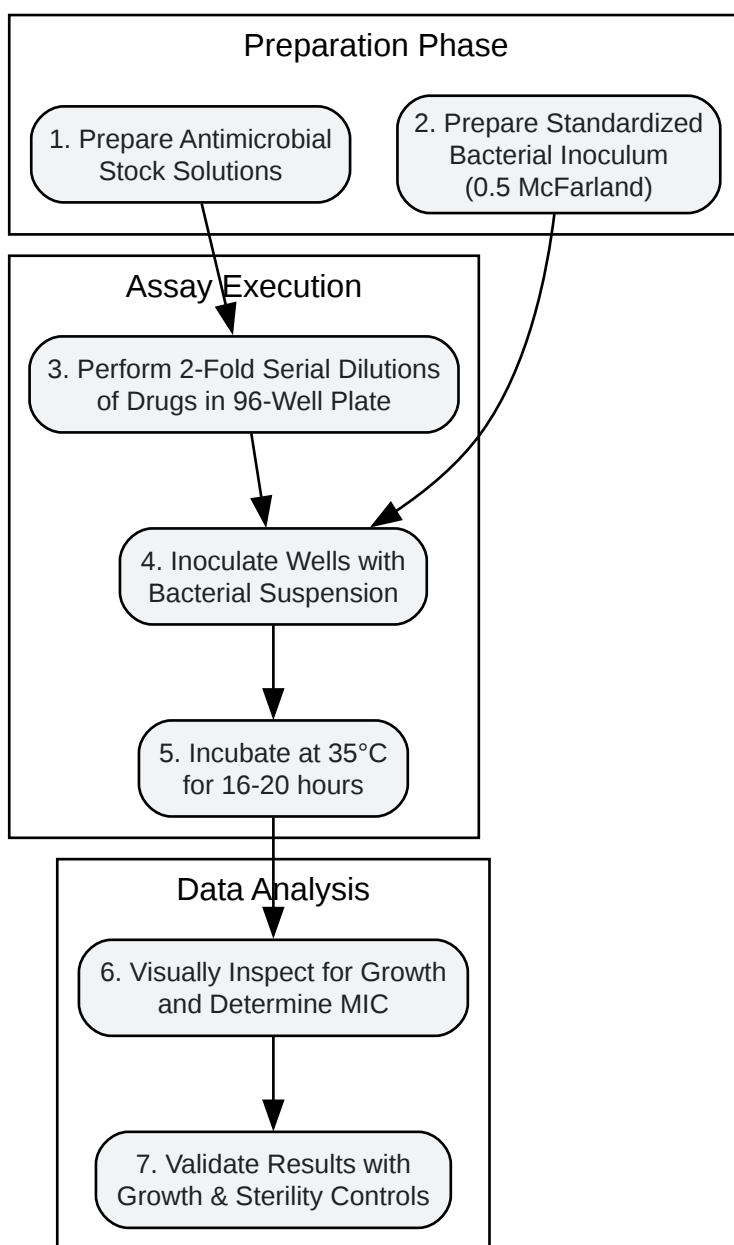 Preparation Phase
1. Prepare Antimicrobial
Stock Solutions
2. Prepare Standardized
Bacterial Inoculum
(0.5 McFarland)
Assay Execution
3. Perform 2-Fold Serial Dilutions
of Drugs in 96-Well Plate
4. Inoculate Wells with
Bacterial Suspension
5. Incubate at 35°C
for 16-20 hours
Data Analysis
6. Visually Inspect for Growth
and Determine MIC
7. Validate Results with
Growth & Sterility Controls